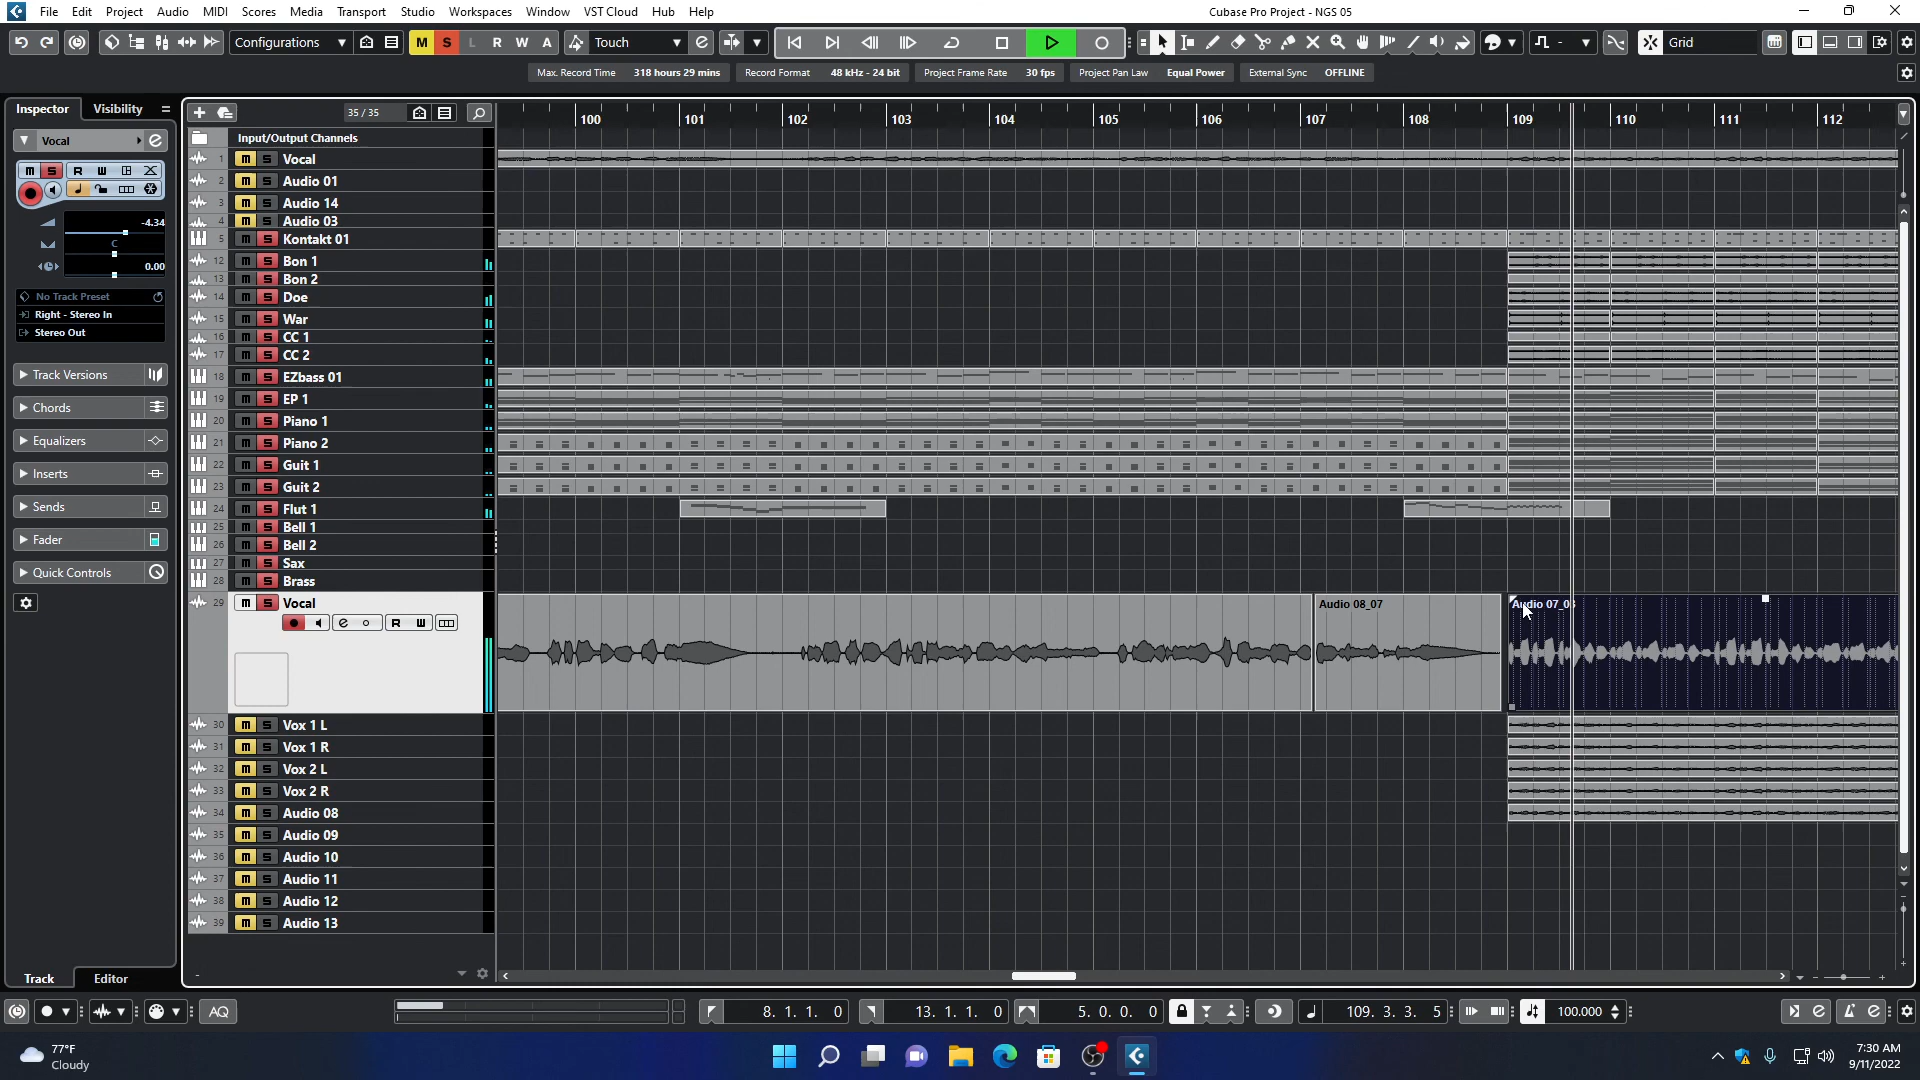 File Edit Project Audio MIDI Scores Media Transport Studio Workspaces Window VST Cloud Hub Help
Cubase Pro Project - NGS 05
Configurations M S L R W A Touch Grid
Max. Record Time 318 hours 29 mins Record Format 48 kHz - 24 bit Project Frame Rate 30 fps Project Pan Law Equal Power External Sync OFFLINE
Inspector Visibility
35 / 35
100 101 102 103 104 105 106 107 108 109 110 111 112
Vocal
Input/Output Channels
1 m S Vocal
2 m S Audio 01
3 m S Audio 14
4 m S Audio 03
5 m S Kontakt 01
12 m S Bon 1
13 m S Bon 2
14 m S Doe
15 m S War
16 m S CC 1
17 m S CC 2
18 m S EZbass 01
19 m S EP 1
20 m S Piano 1
21 m S Piano 2
22 m S Guit 1
23 m S Guit 2
24 m S Flut 1
25 m S Bell 1
26 m S Bell 2
27 m S Sax
28 m S Brass
29 m S Vocal
e R W
Audio 08_07
30 m S Vox 1 L
31 m S Vox 1 R
32 m S Vox 2 L
33 m S Vox 2 R
34 m S Audio 08
35 m S Audio 09
36 m S Audio 10
37 m S Audio 11
38 m S Audio 12
39 m S Audio 13
m S R W
-4.34
C
0.00
No Track Preset
Right - Stereo In
Stereo Out
Track Versions
Chords
Equalizers
Inserts
Sends
Fader
Quick Controls
Track Editor
AQ
8. 1. 1. 0
13. 1. 1. 0
5. 0. 0. 0
109. 3. 3. 5
100.000
77°F
Cloudy
7:30 AM
9/11/2022